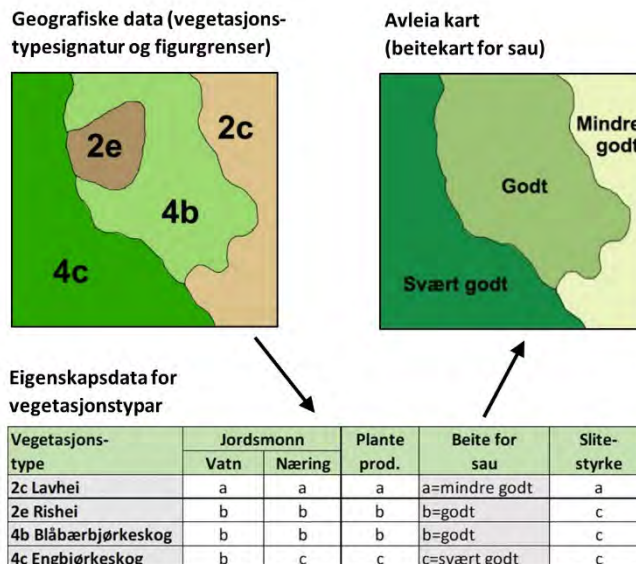 Geografiske data (vegetasjons-
typesignatur og figurgrenser)
Avleia kart
(beitekart for sau)
2e
2c
4b
4c
Mindre
godt
Godt
Svært godt
Eigenskapsdata for
vegetasjonstypar
Vegetasjons-
type
Jordsmonn
Vatn Næring
Plante
prod.
Beite for
sau
Slite-
styrke
2c Lavhei a a a a=mindre godt a
2e Rishei b b b b=godt c
4b Blåbærbjørkeskog b b b b=godt c
4c Engbjørkeskog b c c c=svært godt c